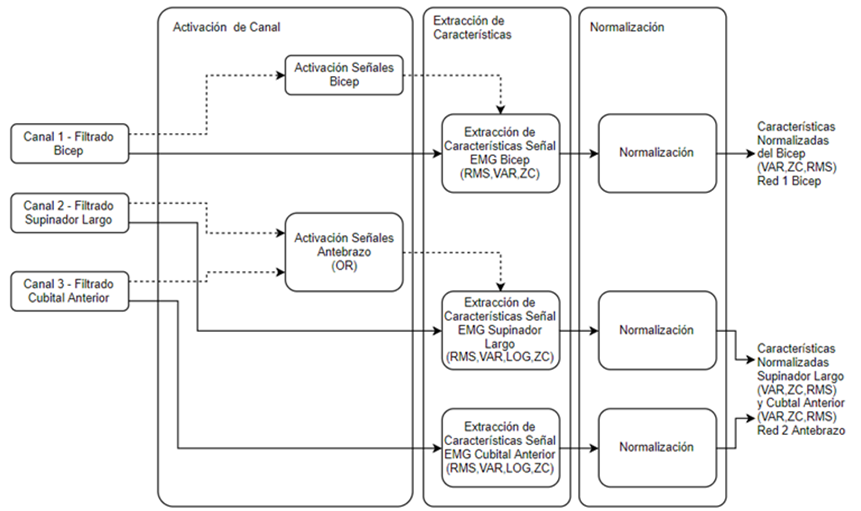 Activación de Canal
Extracción de
Características
Normalización
Activación Señales
Bicep
Canal 1 - Filtrado
Bicep
Extracción de
Características Señal
EMG Bicep
(RMS,VAR,ZC)
Normalización
Características
Normalizadas
del Bicep
(VAR,ZC,RMS)
Red 1 Bicep
Canal 2 - Filtrado
Supinador Largo
Activación Señales
Antebrazo
(OR)
Canal 3 - Filtrado
Cubital Anterior
Extracción de
Características Señal
EMG Supinador
Largo
(RMS,VAR,LOG,ZC)
Normalización
Características
Normalizadas
Supinador Largo
(VAR,ZC,RMS)
y Cubtal Anterior
(VAR,ZC,RMS)
Red 2 Antebrazo
Extracción de
Características Señal
EMG Cubital Anterior
(RMS,VAR,LOG,ZC)
Normalización